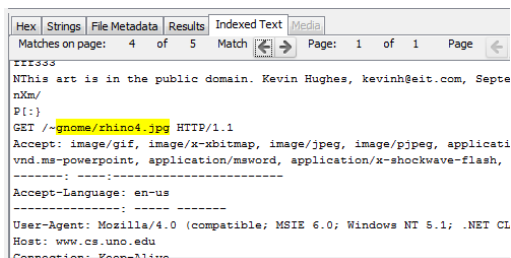 Hex Strings File Metadata Results Indexed Text Media
Matches on page: 4 of 5 Match Page: 1 of 1 Page
fff333
NThis art is in the public domain. Kevin Hughes, kevinh@eit.com, Septe
nXm/
P[:}
GET /~gnome/rhino4.jpg HTTP/1.1
Accept: image/gif, image/x-xbitmap, image/jpeg, image/pjpeg, applicati
vnd.ms-powerpoint, application/msword, application/x-shockwave-flash,
-------: ----:------------------------
Accept-Language: en-us
---------------: ----- -------
User-Agent: Mozilla/4.0 (compatible; MSIE 6.0; Windows NT 5.1; .NET CL
Host: www.cs.uno.edu
Connection: Keep-Alive